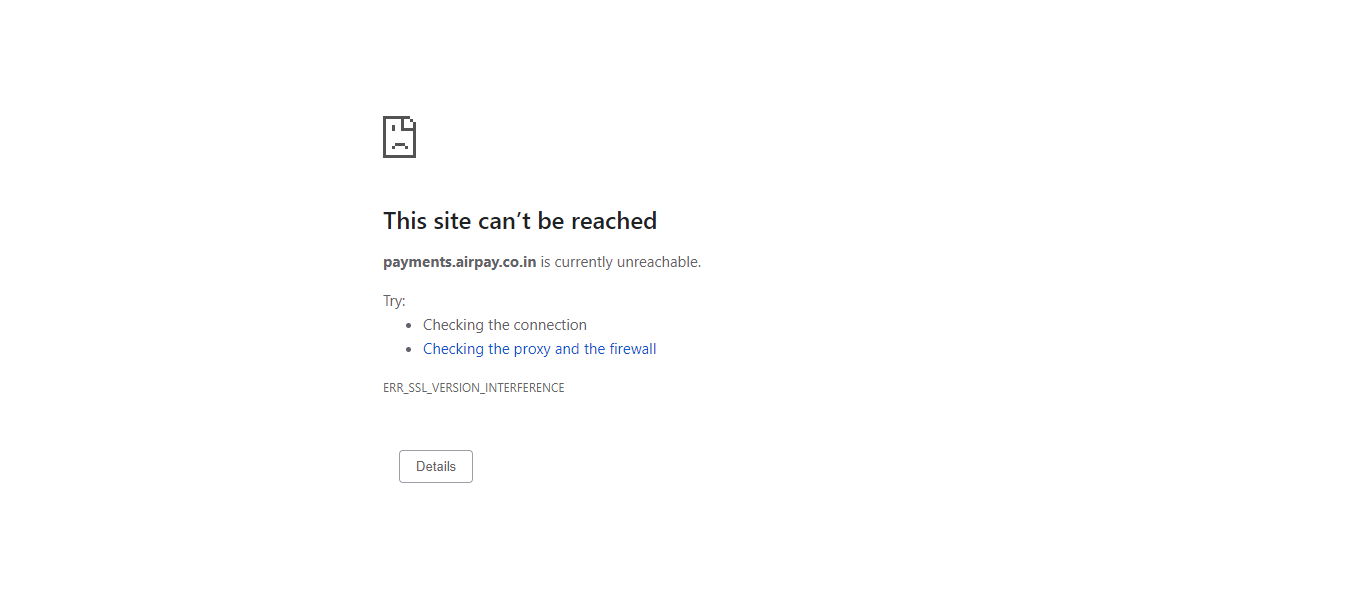 This site can’t be reached
payments.airpay.co.in is currently unreachable.
Try:
Checking the connection
Checking the proxy and the firewall
ERR_SSL_VERSION_INTERFERENCE
Details